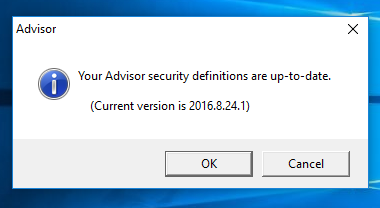 Advisor
Your Advisor security definitions are up-to-date.
(Current version is 2016.8.24.1)
OK
Cancel